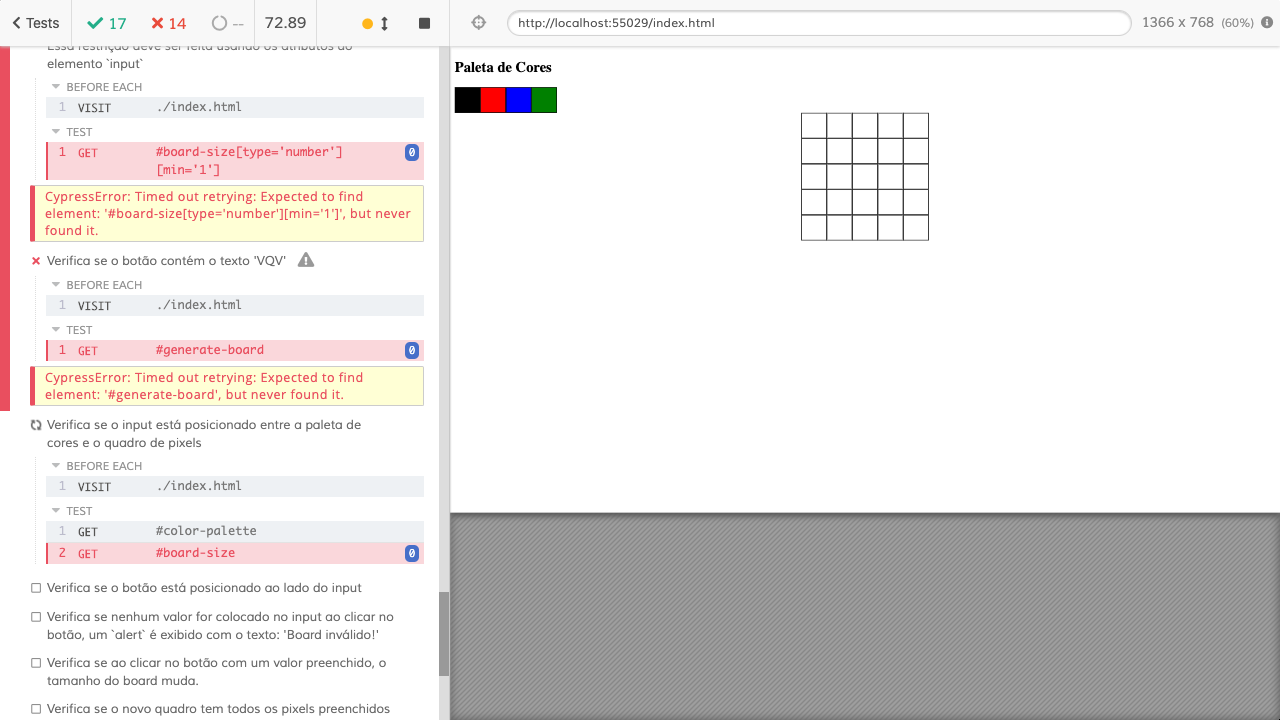 Tests
17
14
--
72.89
http://localhost:55029/index.html
1366 x 768 (60%)
Essa restrição deve ser feita usando os atributos do
elemento `input`
BEFORE EACH
1 VISIT ./index.html
TEST
1 GET #board-size[type='number'] 0
[min='1']
CypressError: Timed out retrying: Expected to find
element: '#board-size[type='number'][min='1']', but never
found it.
Verifica se o botão contém o texto 'VQV'
BEFORE EACH
1 VISIT ./index.html
TEST
1 GET #generate-board 0
CypressError: Timed out retrying: Expected to find
element: '#generate-board', but never found it.
Verifica se o input está posicionado entre a paleta de
cores e o quadro de pixels
BEFORE EACH
1 VISIT ./index.html
TEST
1 GET #color-palette
2 GET #board-size 0
Verifica se o botão está posicionado ao lado do input
Verifica se nenhum valor for colocado no input ao clicar no
botão, um `alert` é exibido com o texto: 'Board inválido!'
Verifica se ao clicar no botão com um valor preenchido, o
tamanho do board muda.
Verifica se o novo quadro tem todos os pixels preenchidos
Paleta de Cores